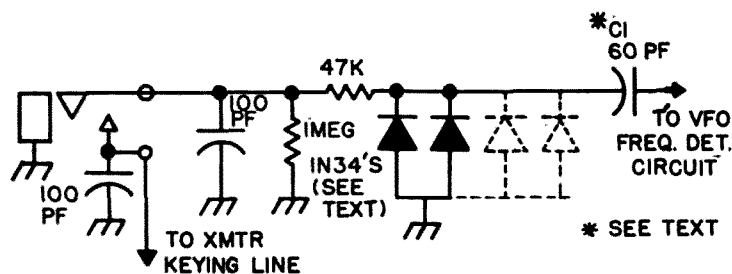 *C1
60 PF
47K
100
PF
1MEG
1N34'S
(SEE
TEXT)
100
PF
TO XMTR
KEYING LINE
TO VFO
FREQ. DET.
CIRCUIT
* SEE TEXT